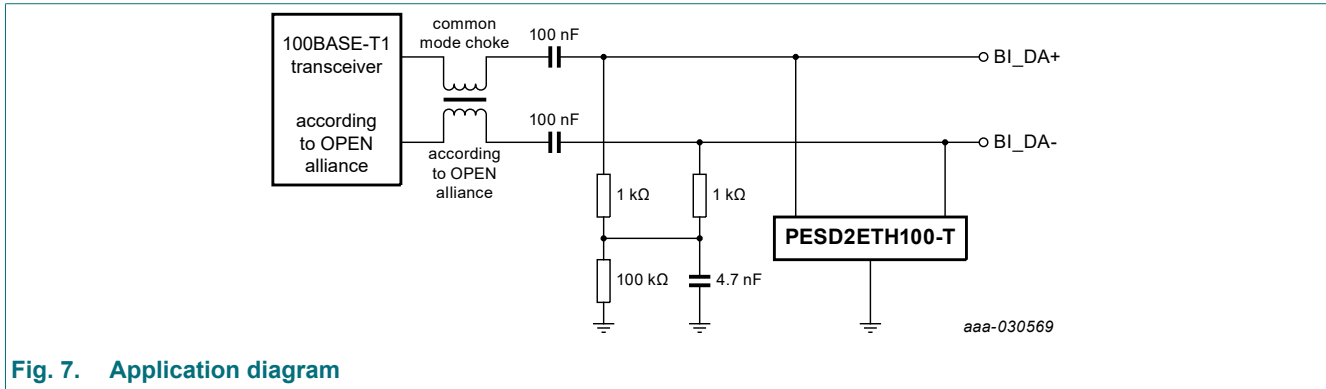 100BASE-T1
transceiver
according
to OPEN
alliance
common
mode choke
according
to OPEN
alliance
100 nF
100 nF
BI_DA+
BI_DA-
1 kΩ
1 kΩ
100 kΩ
4.7 nF
PESD2ETH100-T
aaa-030569
Fig. 7. Application diagram